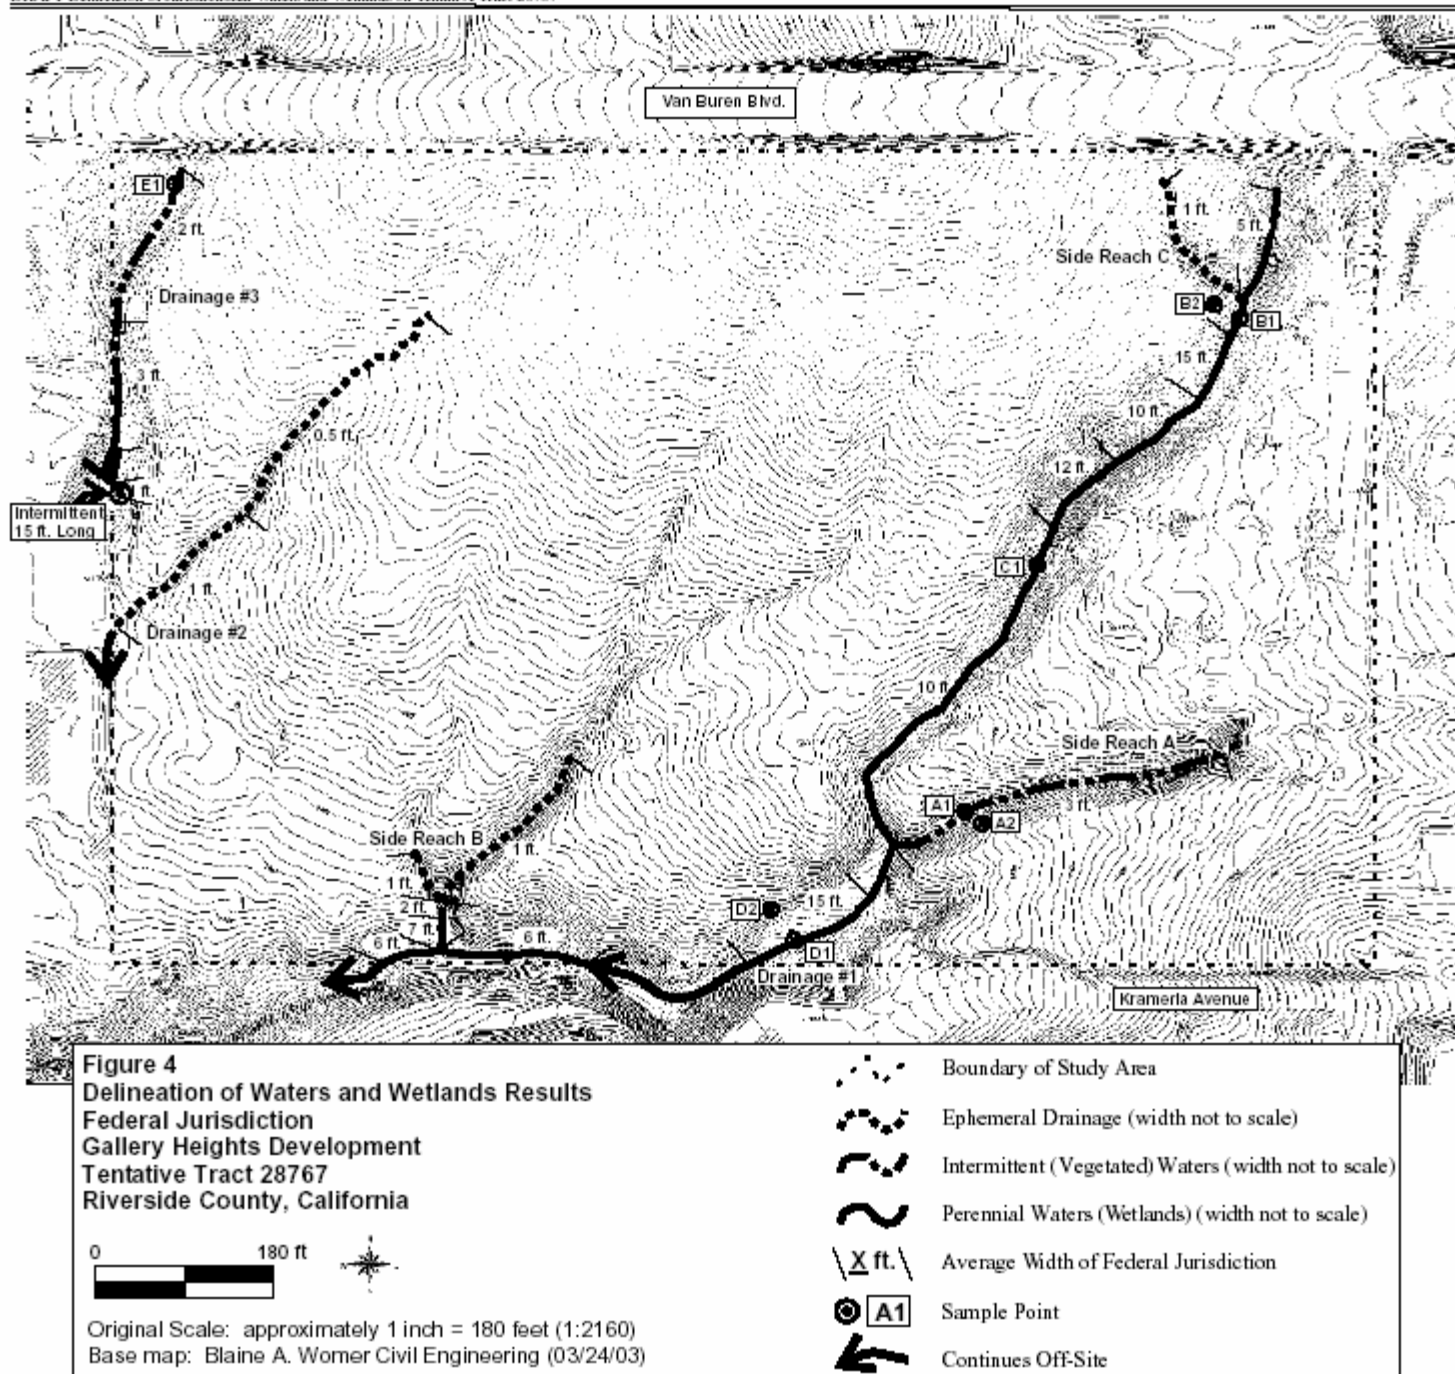 Van Buren Blvd.
E1
2 ft.
1 ft.
5 ft.
Side Reach C
Drainage #3
B2
B1
15 ft.
3 ft.
10 ft.
0.5 ft.
12 ft.
ft.
Intermittent
15 ft. Long
C1
1 ft.
Drainage #2
10 ft.
Side Reach A
3 ft.
A1
A2
Side Reach B
1 ft.
1 ft.
2 ft.
7 ft.
6 ft.
6 ft.
D2
15 ft.
D1
Drainage #1
Krameria Avenue
Figure 4
Delineation of Waters and Wetlands Results
Federal Jurisdiction
Gallery Heights Development
Tentative Tract 28767
Riverside County, California
0 180 ft
Original Scale: approximately 1 inch = 180 feet (1:2160)
Base map: Blaine A. Womer Civil Engineering (03/24/03)
Boundary of Study Area
Ephemeral Drainage (width not to scale)
Intermittent (Vegetated) Waters (width not to scale)
Perennial Waters (Wetlands) (width not to scale)
\X ft.\ Average Width of Federal Jurisdiction
A1 Sample Point
Continues Off-Site